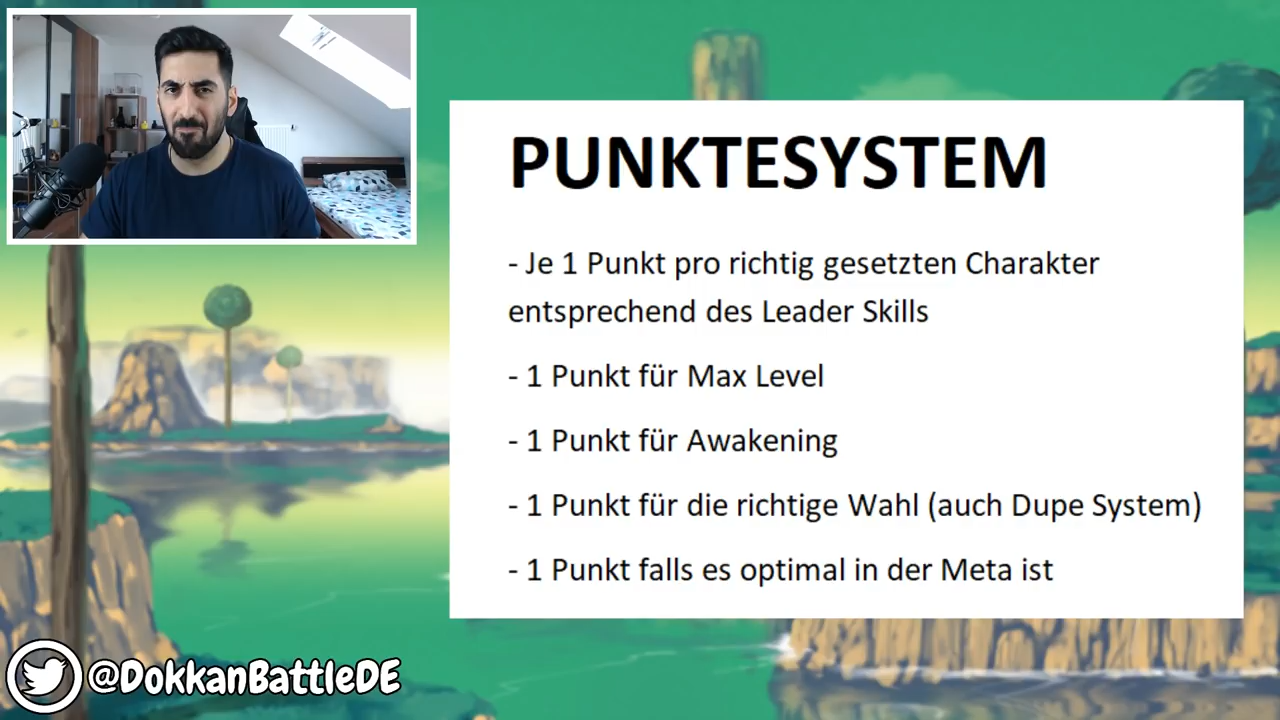 PUNKTESYSTEM
- Je 1 Punkt pro richtig gesetzten Charakter
entsprechend des Leader Skills
- 1 Punkt für Max Level
- 1 Punkt für Awakening
- 1 Punkt für die richtige Wahl (auch Dupe System)
- 1 Punkt falls es optimal in der Meta ist
@DokkanBattleDE